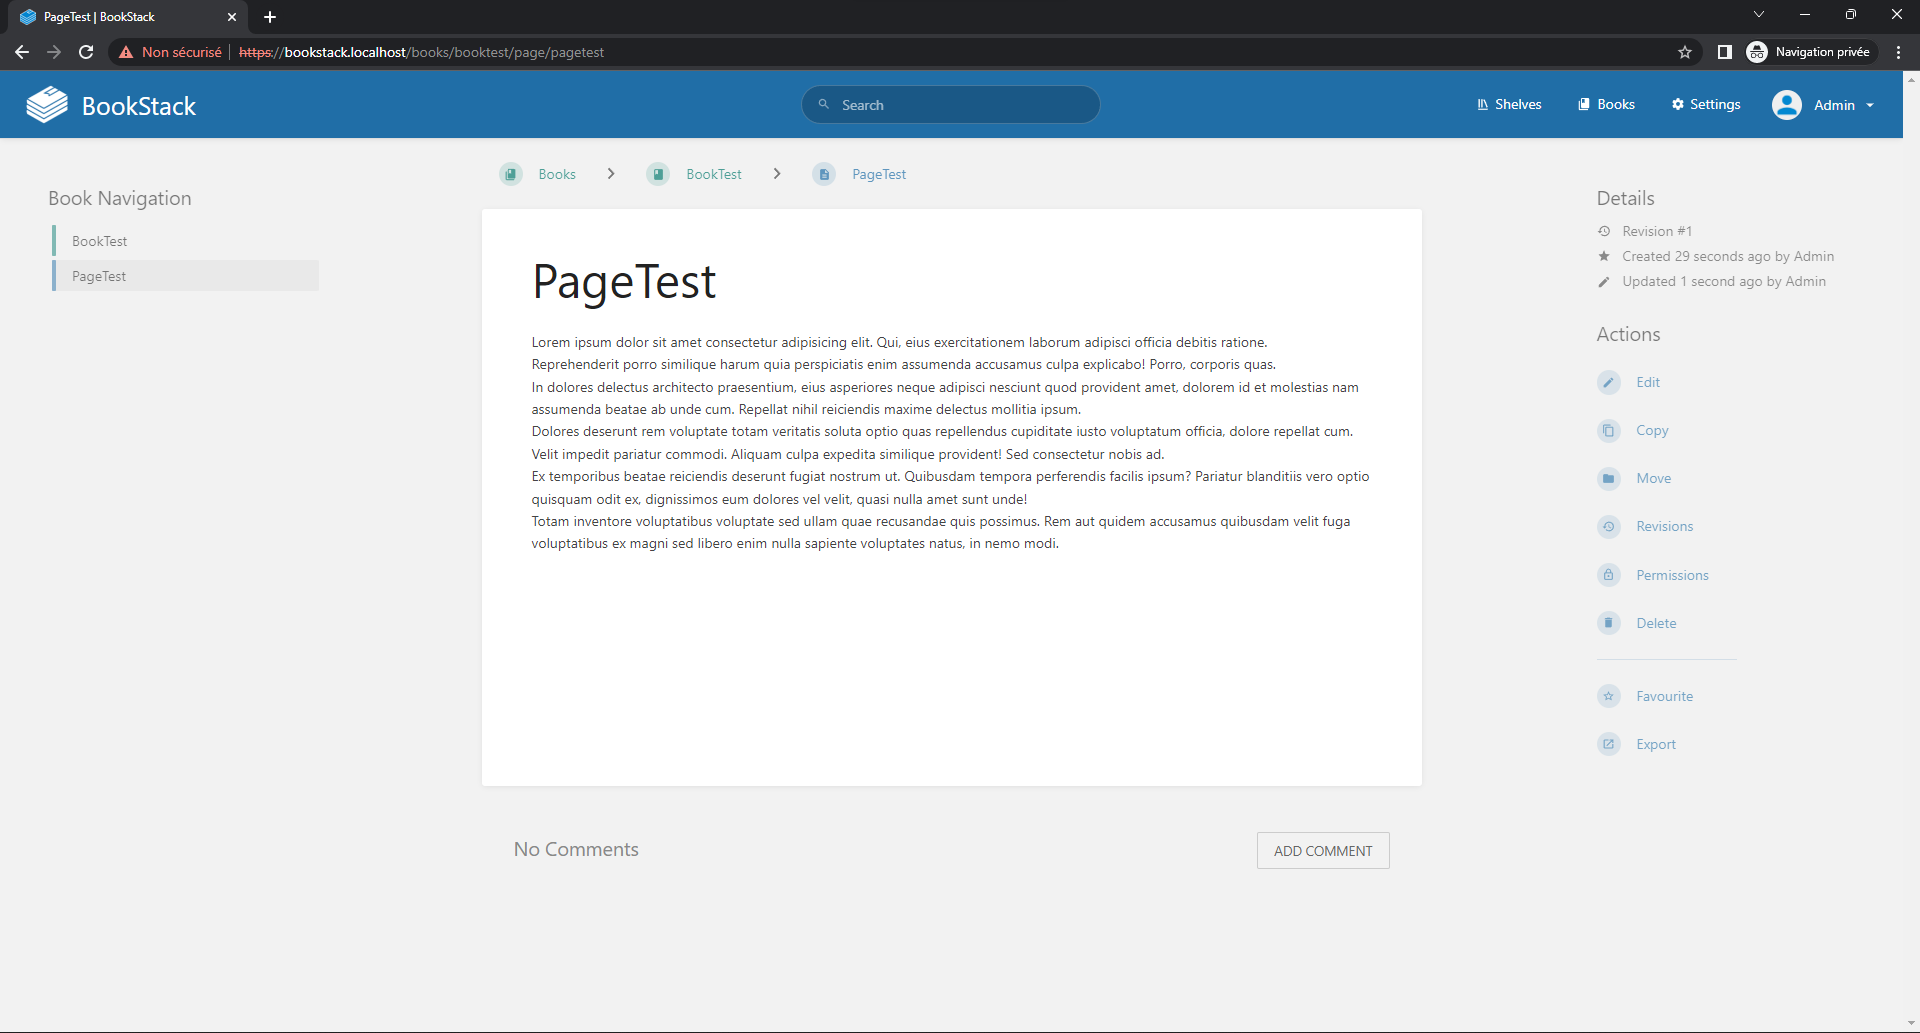 PageTest | BookStack
Non sécurisé
https://bookstack.localhost/books/booktest/page/pagetest
Navigation privée
BookStack
Search
Shelves
Books
Settings
Admin
Books
BookTest
PageTest
Book Navigation
BookTest
PageTest
PageTest
Lorem ipsum dolor sit amet consectetur adipisicing elit. Qui, eius exercitationem laborum adipisci officia debitis ratione.
Reprehenderit porro similique harum quia perspiciatis enim assumenda accusamus culpa explicabo! Porro, corporis quas.
In dolores delectus architecto praesentium, eius asperiores neque adipisci nesciunt quod provident amet, dolorem id et molestias nam
assumenda beatae ab unde cum. Repellat nihil reiciendis maxime delectus mollitia ipsum.
Dolores deserunt rem voluptate totam veritatis soluta optio quas repellendus cupiditate iusto voluptatum officia, dolore repellat cum.
Velit impedit pariatur commodi. Aliquam culpa expedita similique provident! Sed consectetur nobis ad.
Ex temporibus beatae reiciendis deserunt fugiat nostrum ut. Quibusdam tempora perferendis facilis ipsum? Pariatur blanditiis vero optio
quisquam odit ex, dignissimos eum dolores vel velit, quasi nulla amet sunt unde!
Totam inventore voluptatibus voluptate sed ullam quae recusandae quis possimus. Rem aut quidem accusamus quibusdam velit fuga
voluptatibus ex magni sed libero enim nulla sapiente voluptates natus, in nemo modi.
No Comments
ADD COMMENT
Details
Revision #1
Created 29 seconds ago by Admin
Updated 1 second ago by Admin
Actions
Edit
Copy
Move
Revisions
Permissions
Delete
Favourite
Export